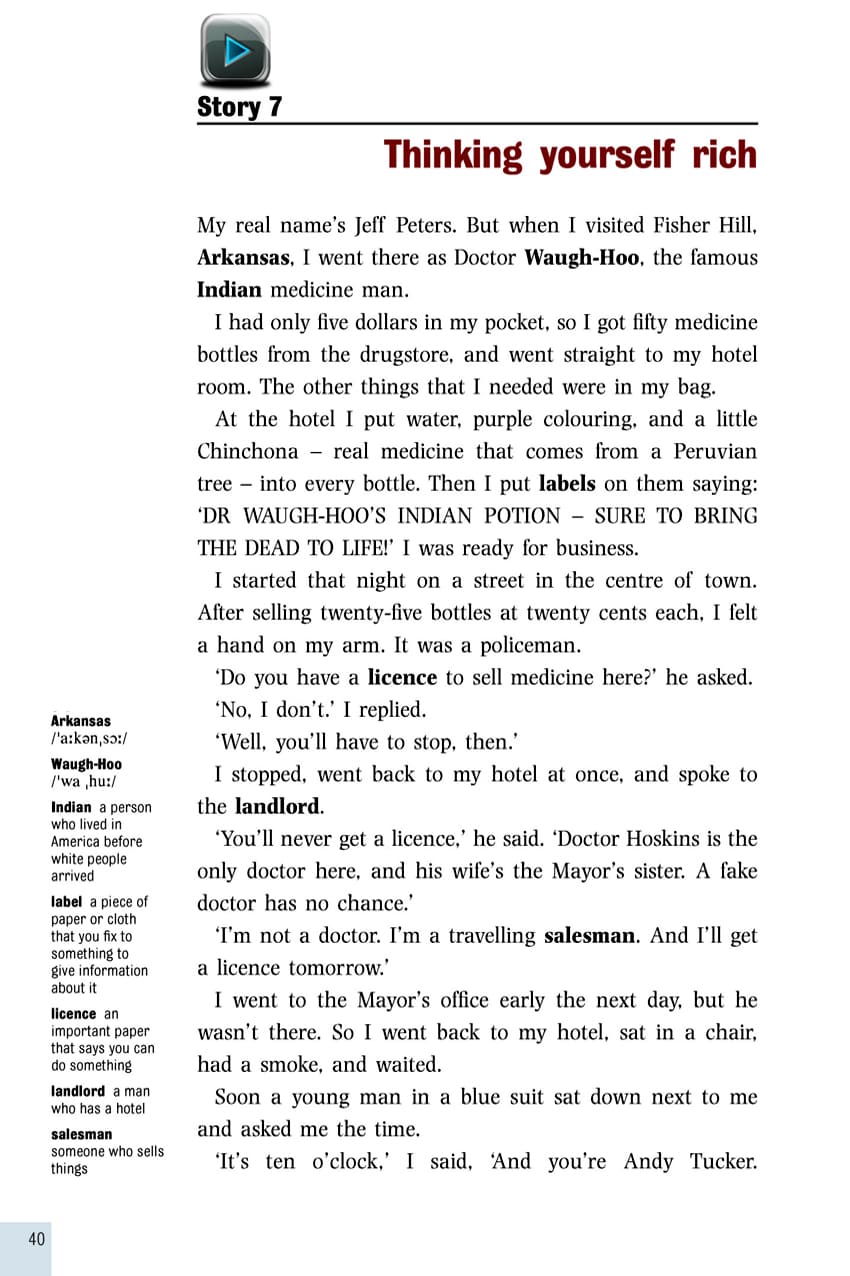 Story 7
Thinking yourself rich
My real name's Jeff Peters. But when I visited Fisher Hill,
Arkansas, I went there as Doctor Waugh-Hoo, the famous
Indian medicine man.
I had only five dollars in my pocket, so I got fifty medicine
bottles from the drugstore, and went straight to my hotel
room. The other things that I needed were in my bag.
At the hotel I put water, purple colouring, and a little
Chinchona – real medicine that comes from a Peruvian
tree – into every bottle. Then I put labels on them saying:
‘DR WAUGH-HOO’S INDIAN POTION – SURE TO BRING
THE DEAD TO LIFE!’ I was ready for business.
I started that night on a street in the centre of town.
After selling twenty-five bottles at twenty cents each, I felt
a hand on my arm. It was a policeman.
‘Do you have a licence to sell medicine here?’ he asked.
‘No, I don’t.’ I replied.
‘Well, you’ll have to stop, then.’
I stopped, went back to my hotel at once, and spoke to
the landlord.
‘You’ll never get a licence,’ he said. ‘Doctor Hoskins is the
only doctor here, and his wife’s the Mayor’s sister. A fake
doctor has no chance.’
‘I’m not a doctor. I’m a travelling salesman. And I’ll get
a licence tomorrow.’
I went to the Mayor’s office early the next day, but he
wasn’t there. So I went back to my hotel, sat in a chair,
had a smoke, and waited.
Soon a young man in a blue suit sat down next to me
and asked me the time.
‘It’s ten o’clock,’ I said, ‘And you’re Andy Tucker.
Arkansas
/ˈɑːkənˌsɔː/
Waugh-Hoo
/ˈwa ˌhuː/
Indian a person
who lived in
America before
white people
arrived
label a piece of
paper or cloth
that you fix to
something to
give information
about it
licence an
important paper
that says you can
do something
landlord a man
who has a hotel
salesman
someone who sells
things
40